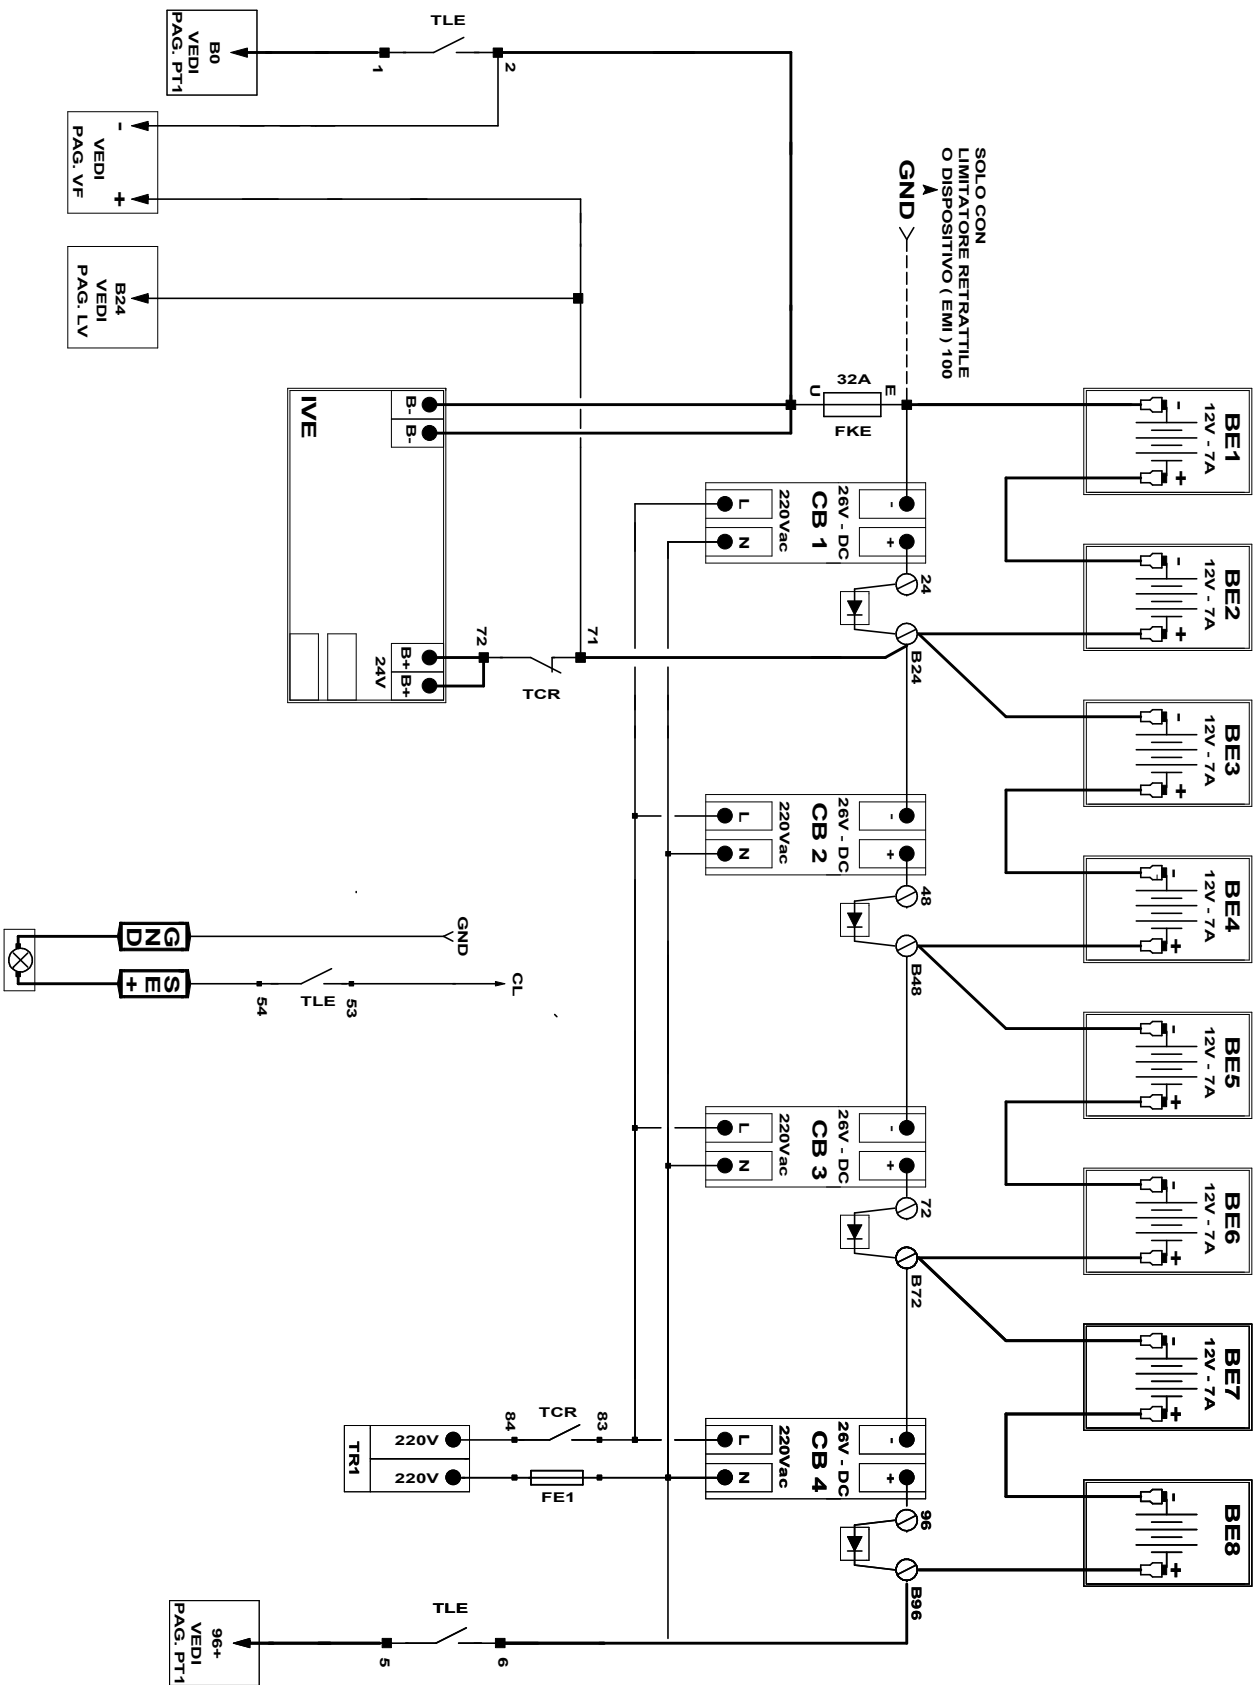 BE1
12V - 7A
-
+
BE2
12V - 7A
-
+
BE3
12V - 7A
-
+
BE4
12V - 7A
-
+
BE5
12V - 7A
-
+
BE6
12V - 7A
-
+
BE7
12V - 7A
-
+
BE8
-
+
SOLO CON
LIMITATORE RETRATTILE
O DISPOSITIVO ( EMI ) 100
GND
U
32A
E
FKE
26V - DC
-
+
CB 1
220Vac
L
N
24
B24
26V - DC
-
+
CB 2
220Vac
L
N
48
B48
26V - DC
-
+
CB 3
220Vac
L
N
72
B72
26V - DC
-
+
CB 4
220Vac
L
N
96
B96
TLE
1
2
B0
VEDI
PAG. PT1
-
+
VEDI
PAG. VF
B24
VEDI
PAG. LV
IVE
B-
B-
B+
B+
24V
72
71
TCR
GND
CL
GND
SE
+
54
TLE
53
84
TCR
83
220V
220V
TR1
FE1
TLE
5
6
96+
VEDI
PAG. PT1